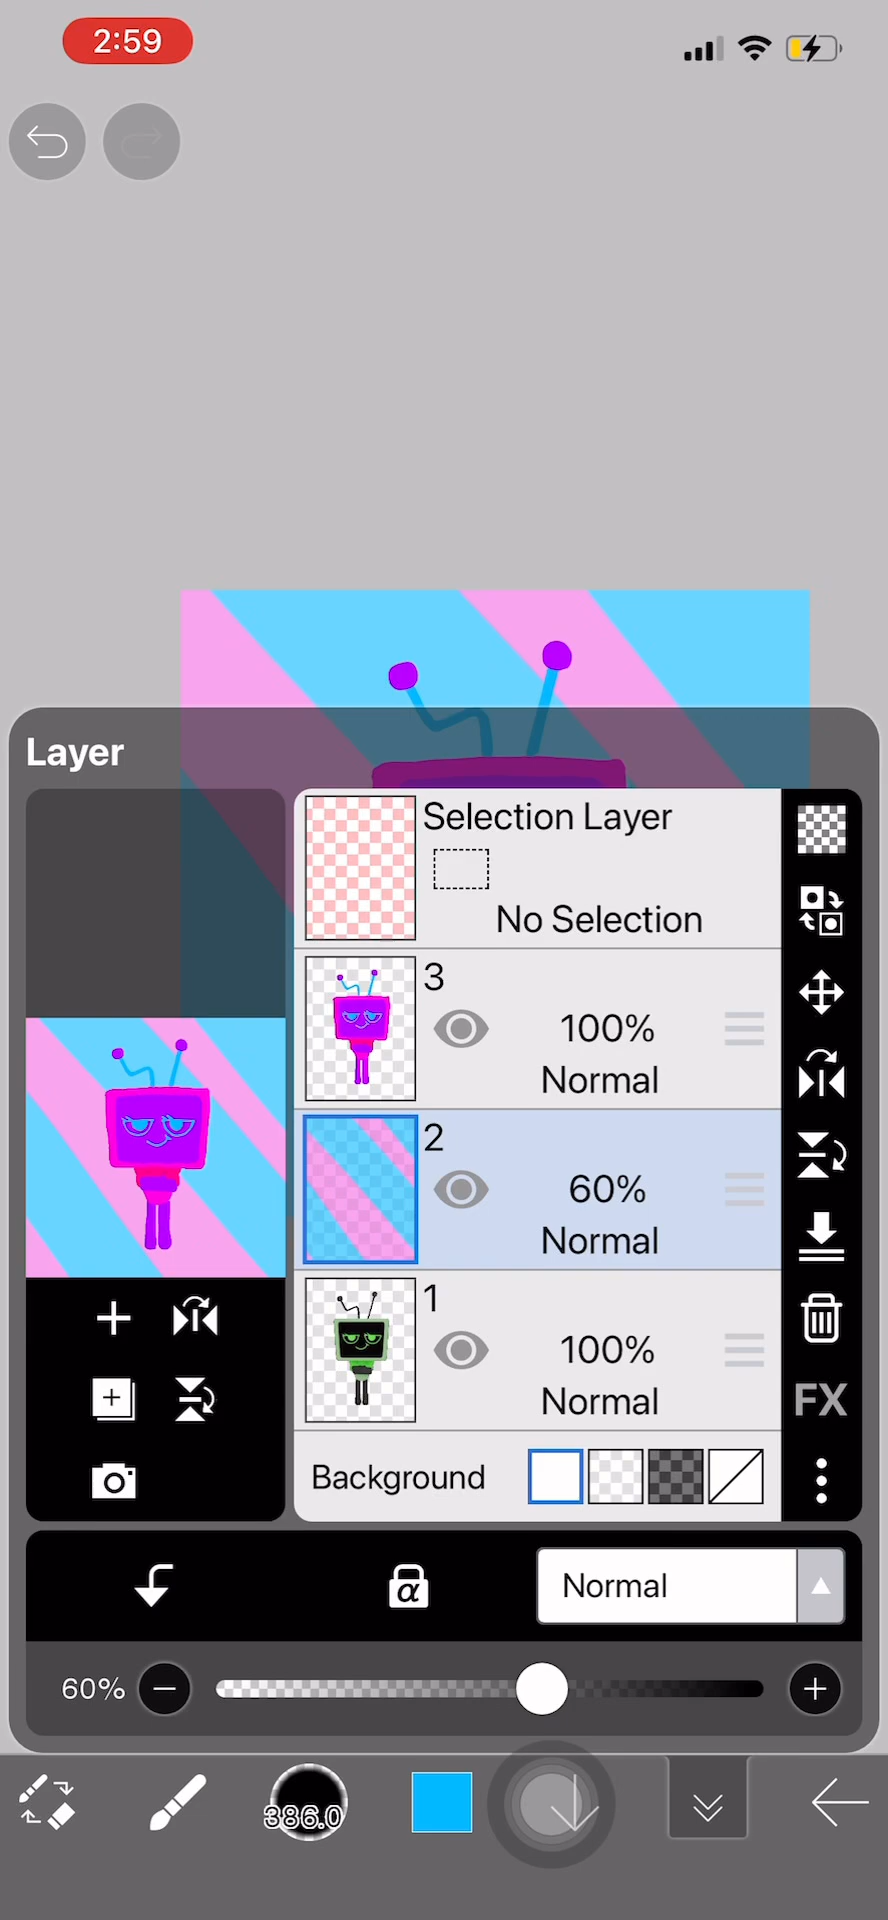 2:59
Layer
Selection Layer
No Selection
3
100%
Normal
2
60%
Normal
1
100%
Normal
Background
FX
α
Normal
60%
386.0